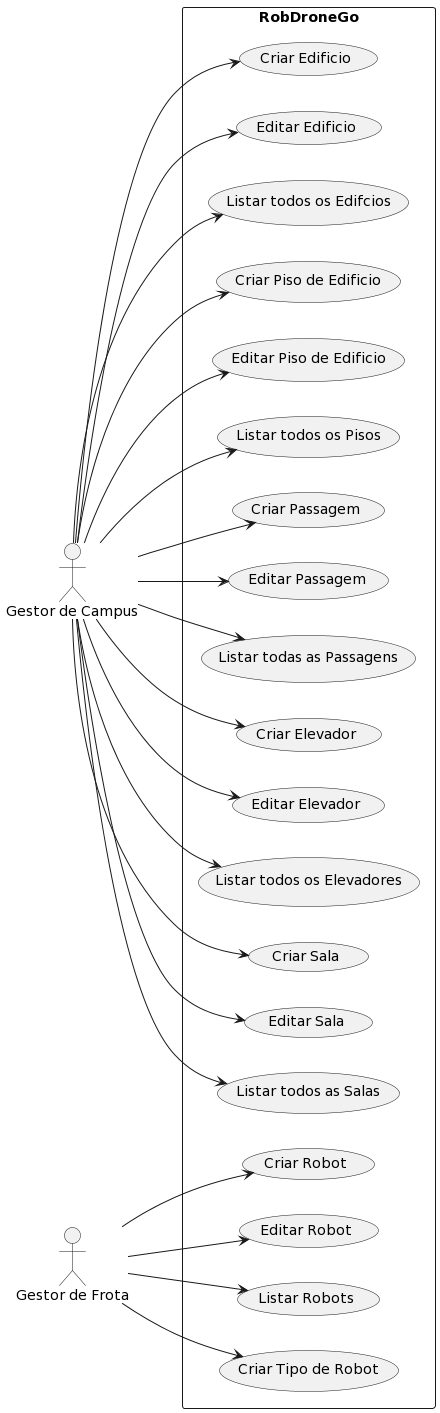 RobDroneGo
Criar Edificio
Editar Edificio
Listar todos os Edifcios
Criar Piso de Edificio
Editar Piso de Edificio
Listar todos os Pisos
Criar Passagem
Gestor de Campus
Editar Passagem
Listar todas as Passagens
Criar Elevador
Editar Elevador
Listar todos os Elevadores
Criar Sala
Editar Sala
Listar todos as Salas
Criar Robot
Editar Robot
Gestor de Frota
Listar Robots
Criar Tipo de Robot